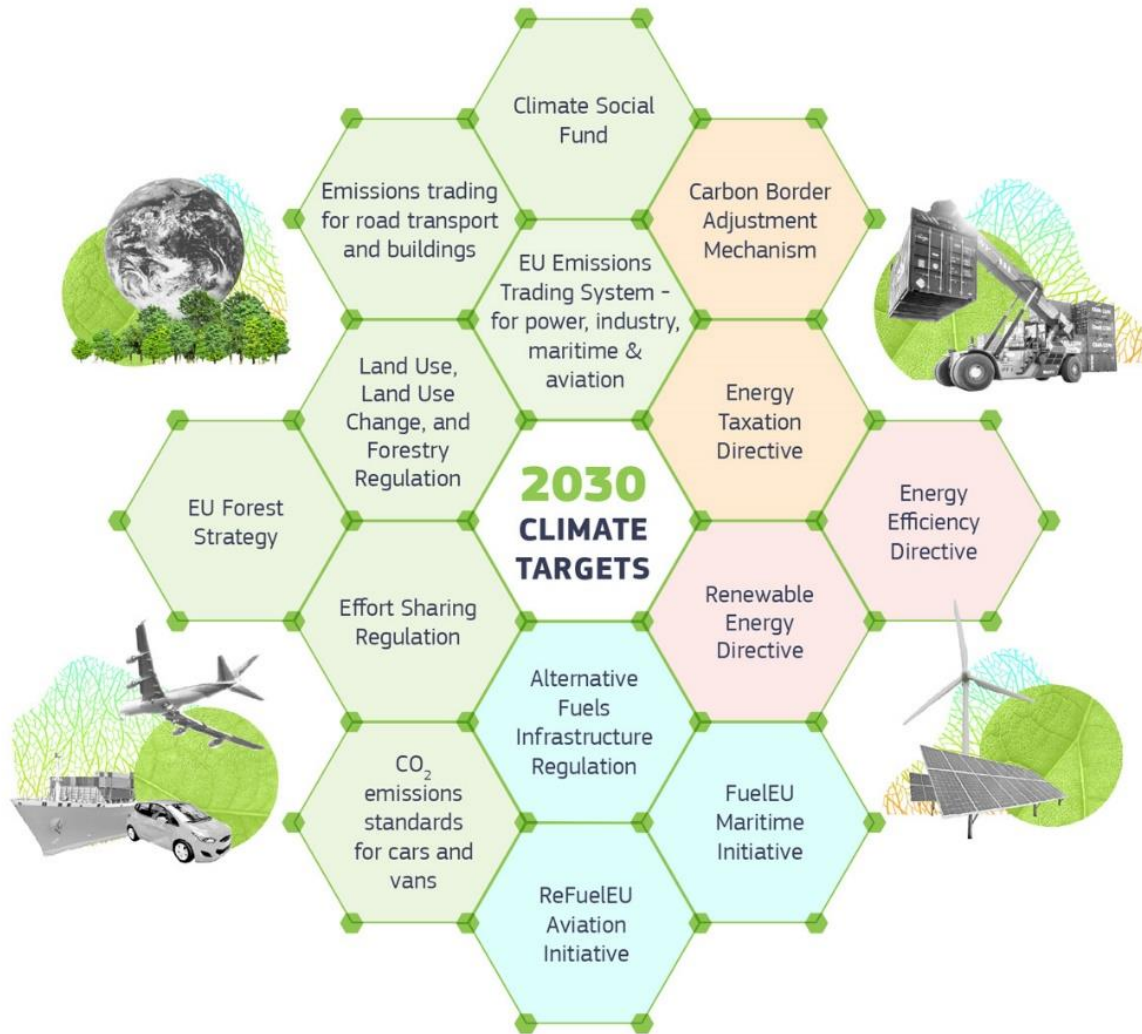 Climate Social
Fund
Emissions trading
for road transport
and buildings
Carbon Border
Adjustment
Mechanism
EU Emissions
Trading System –
for power, industry,
maritime &
aviation
Land Use,
Land Use
Change, and
Forestry
Regulation
Energy
Taxation
Directive
EU Forest
Strategy
2030
CLIMATE
TARGETS
Energy
Efficiency
Directive
Effort Sharing
Regulation
Renewable
Energy
Directive
Alternative
Fuels
Infrastructure
Regulation
CO₂
emissions
standards
for cars and
vans
FuelEU
Maritime
Initiative
ReFuelEU
Aviation
Initiative